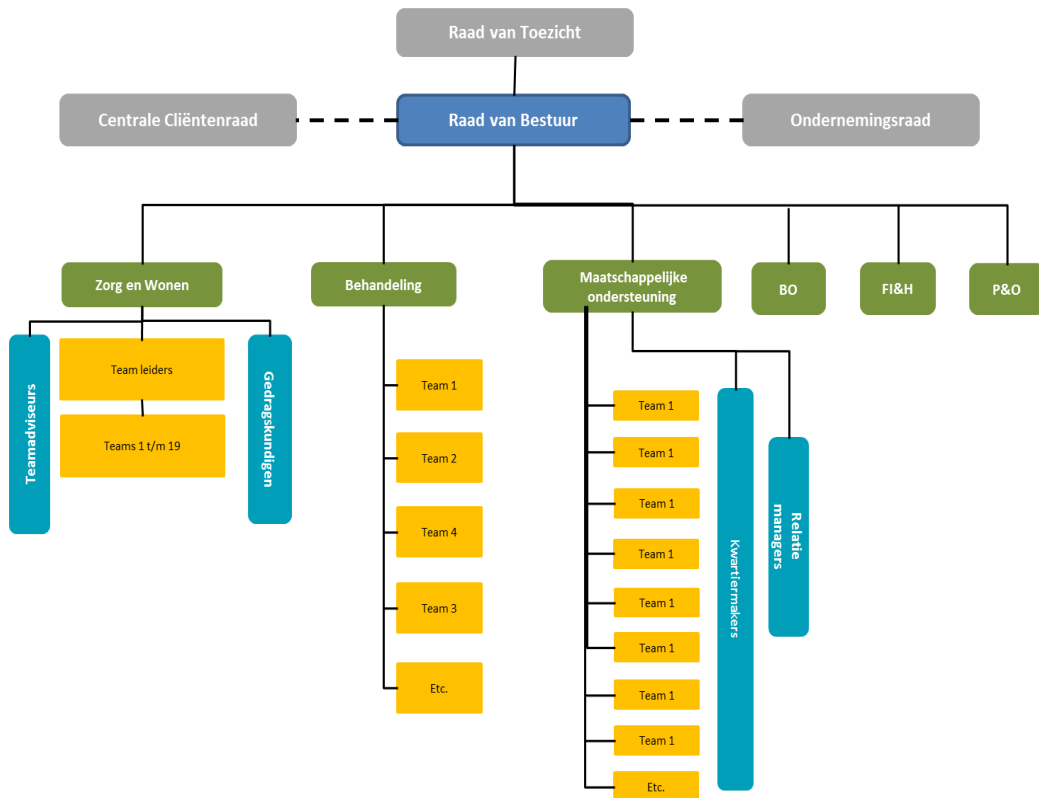 Raad van Toezicht
Centrale Cliëntenraad
Raad van Bestuur
Ondernemingsraad
Zorg en Wonen
Behandeling
Maatschappelijke
ondersteuning
BO
FI&H
P&O
Teamadviseurs
Team leiders
Teams 1 t/m 19
Gedragskundigen
Team 1
Team 2
Team 4
Team 3
Etc.
Team 1
Team 1
Team 1
Team 1
Team 1
Team 1
Team 1
Team 1
Etc.
Kwartiermakers
Relatie
managers